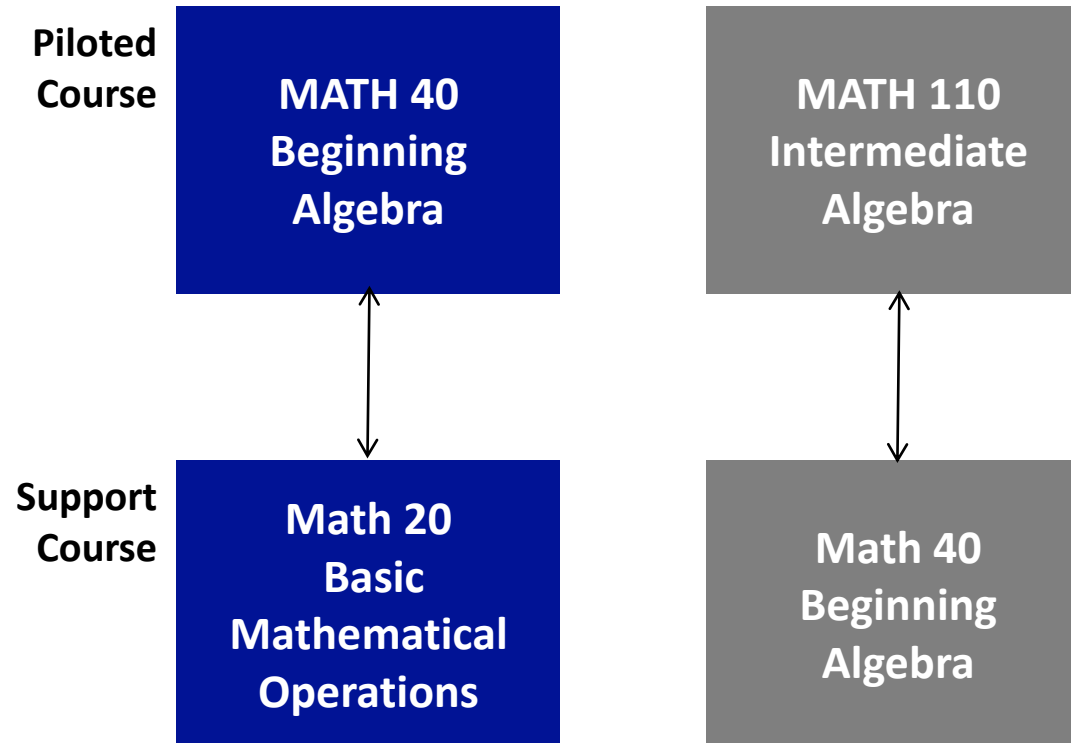 Piloted
Course
MATH 40
Beginning
Algebra
MATH 110
Intermediate
Algebra
Support
Course
Math 20
Basic
Mathematical
Operations
Math 40
Beginning
Algebra